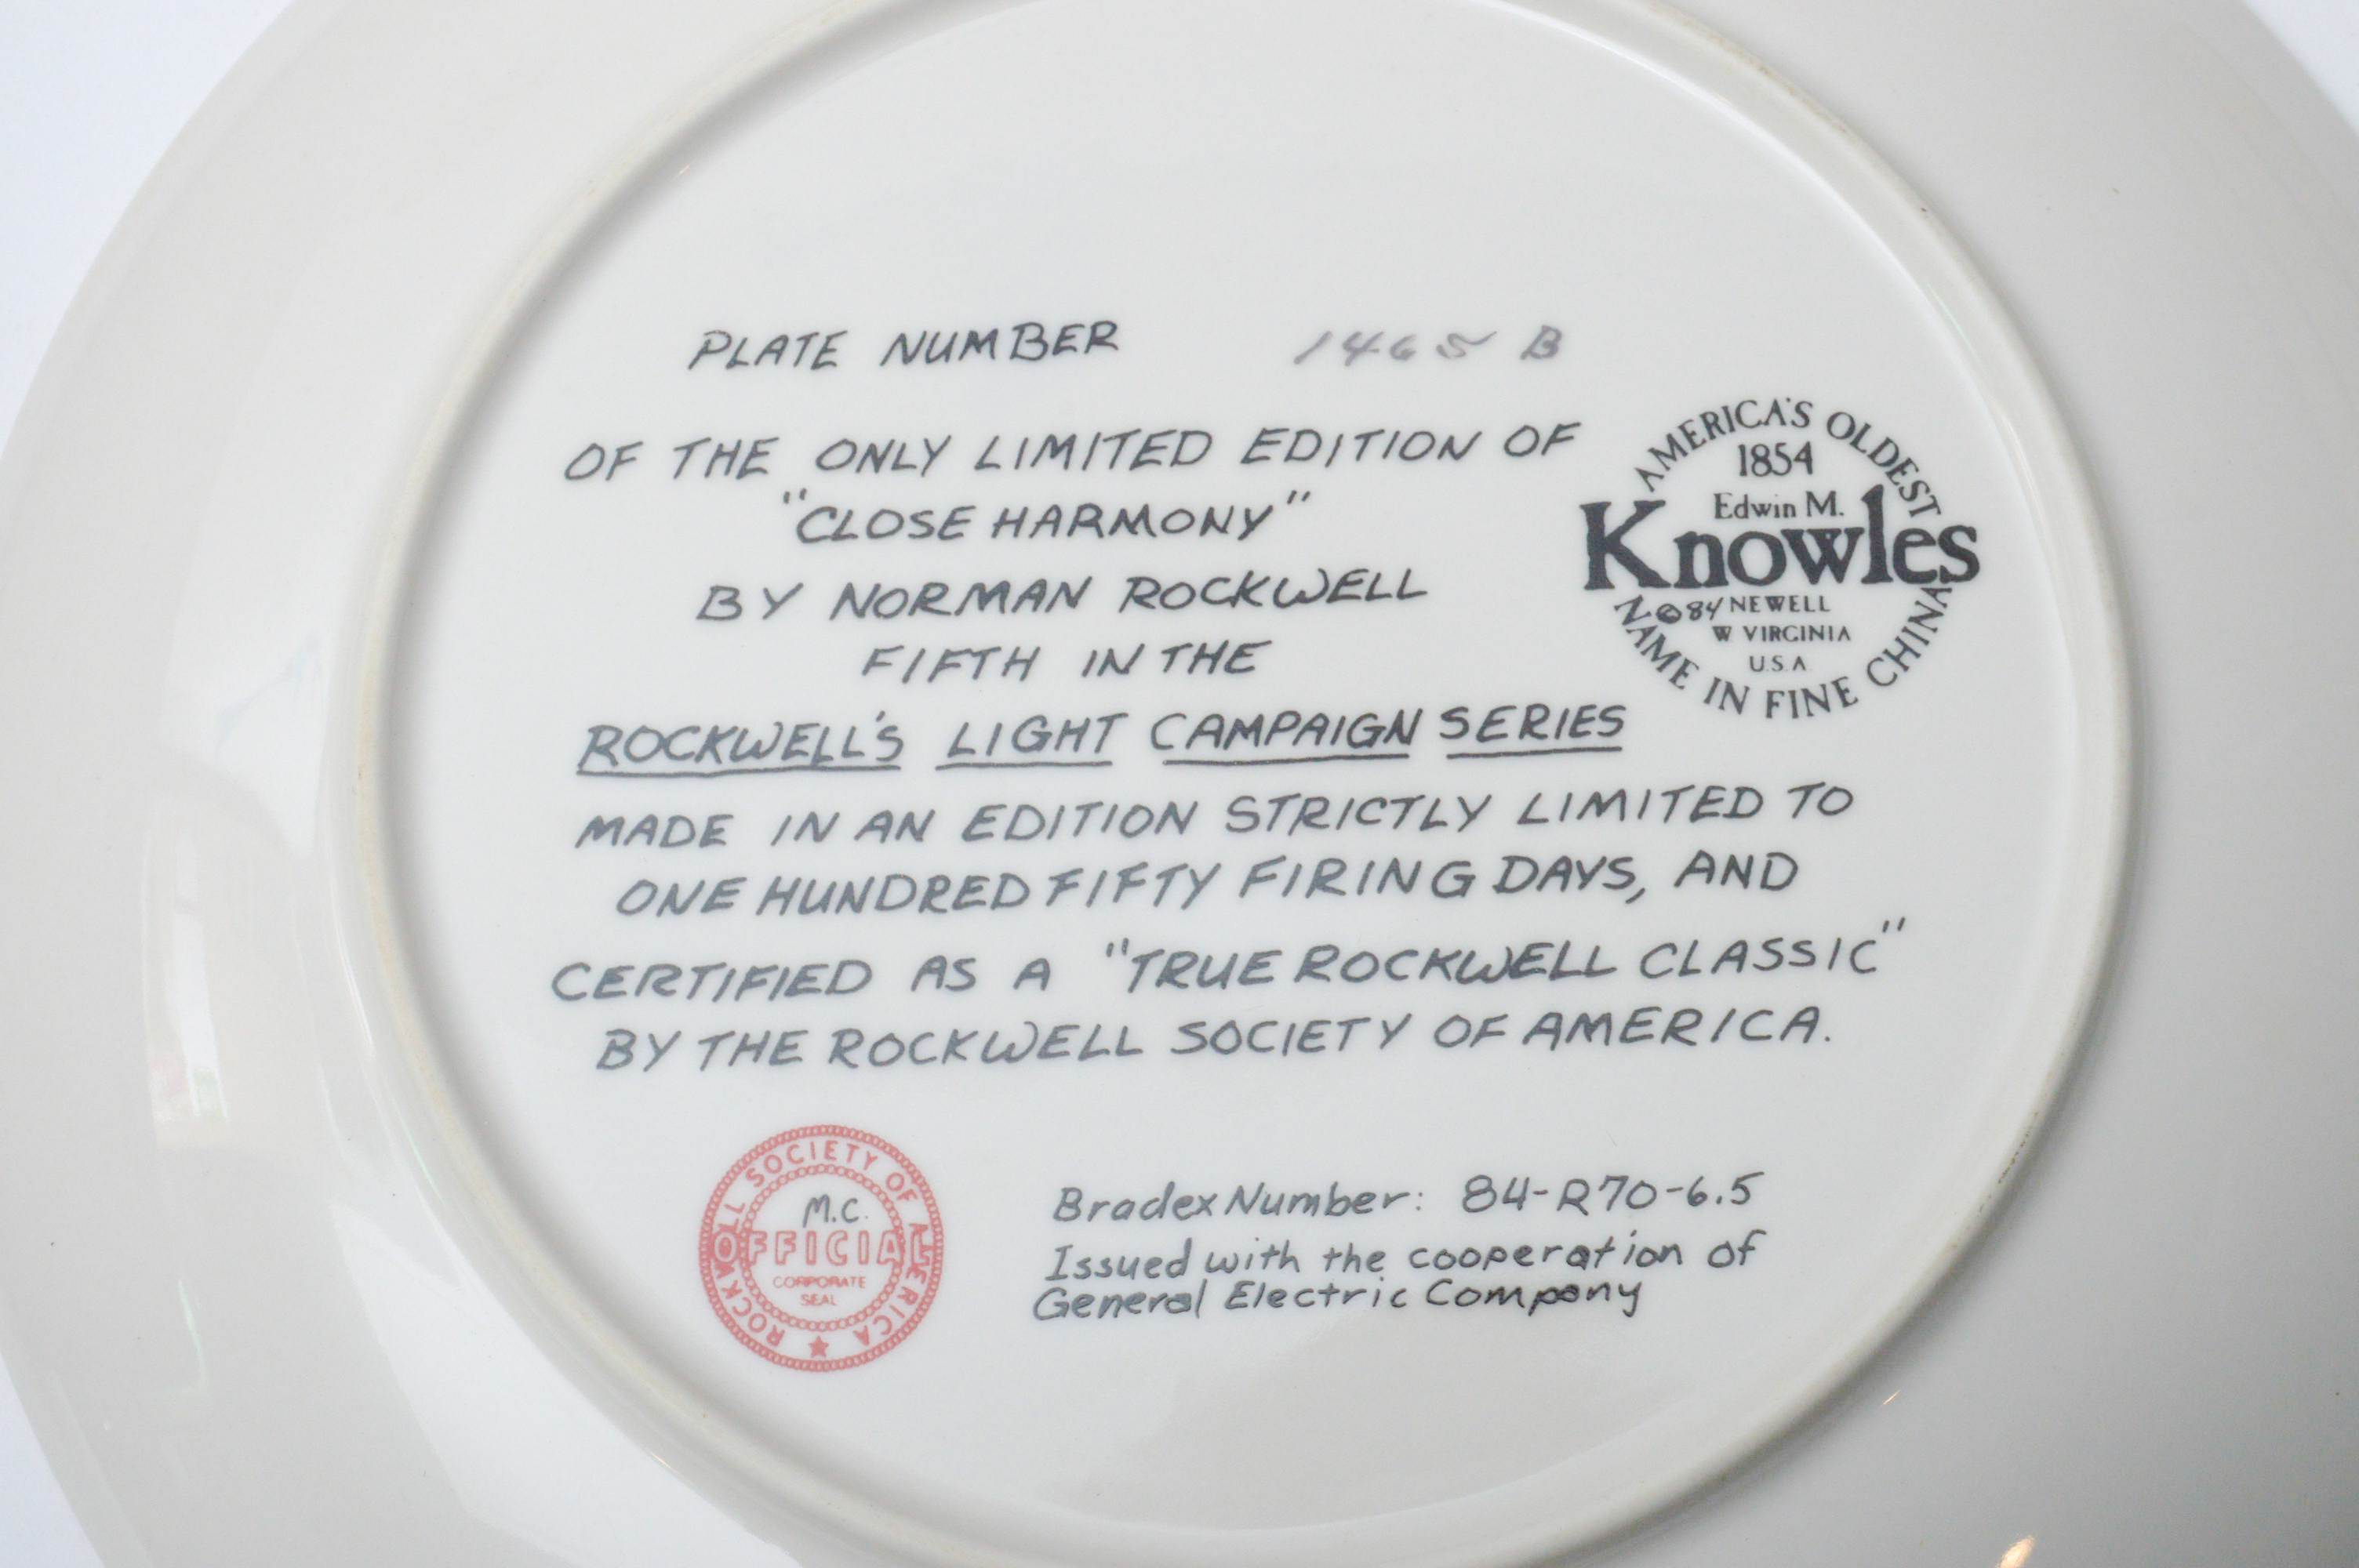 PLATE NUMBER 1465 B
OF THE ONLY LIMITED EDITION OF
"CLOSE HARMONY"
BY NORMAN ROCKWELL
FIFTH IN THE
ROCKWELL'S LIGHT CAMPAIGN SERIES
MADE IN AN EDITION STRICTLY LIMITED TO
ONE HUNDRED FIFTY FIRING DAYS, AND
CERTIFIED AS A "TRUE ROCKWELL CLASSIC"
BY THE ROCKWELL SOCIETY OF AMERICA.
AMERICA'S OLDEST
1854
Edwin M.
Knowles
©84 NEWELL
W VIRGINIA
U.S.A
NAME IN FINE CHINA
ROCKWELL SOCIETY OF AMERICA
M.C.
OFFICIAL
CORPORATE
SEAL
Bradex Number: 84-R70-6.5
Issued with the cooperation of
General Electric Company